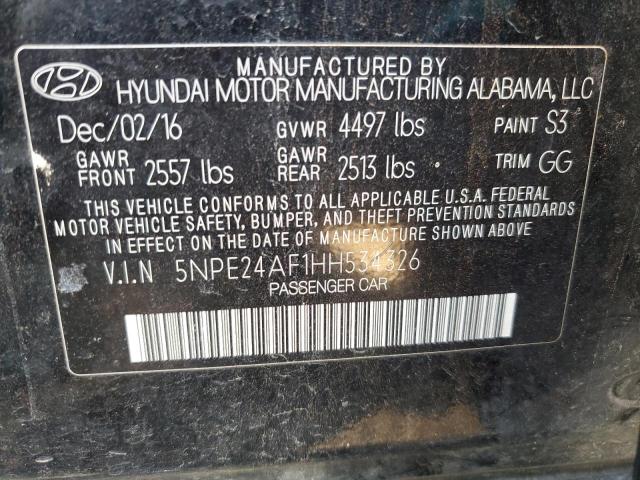 MANUFACTURED BY
HYUNDAI MOTOR MANUFACTURING ALABAMA, LLC
Dec/02/16 GVWR 4497 lbs PAINT S3
GAWR FRONT 2557 lbs GAWR REAR 2513 lbs TRIM GG
THIS VEHICLE CONFORMS TO ALL APPLICABLE U.S.A. FEDERAL
MOTOR VEHICLE SAFETY, BUMPER, AND THEFT PREVENTION STANDARDS
IN EFFECT ON THE DATE OF MANUFACTURE SHOWN ABOVE.
V.I.N 5NPE24AF1HH534326
PASSENGER CAR